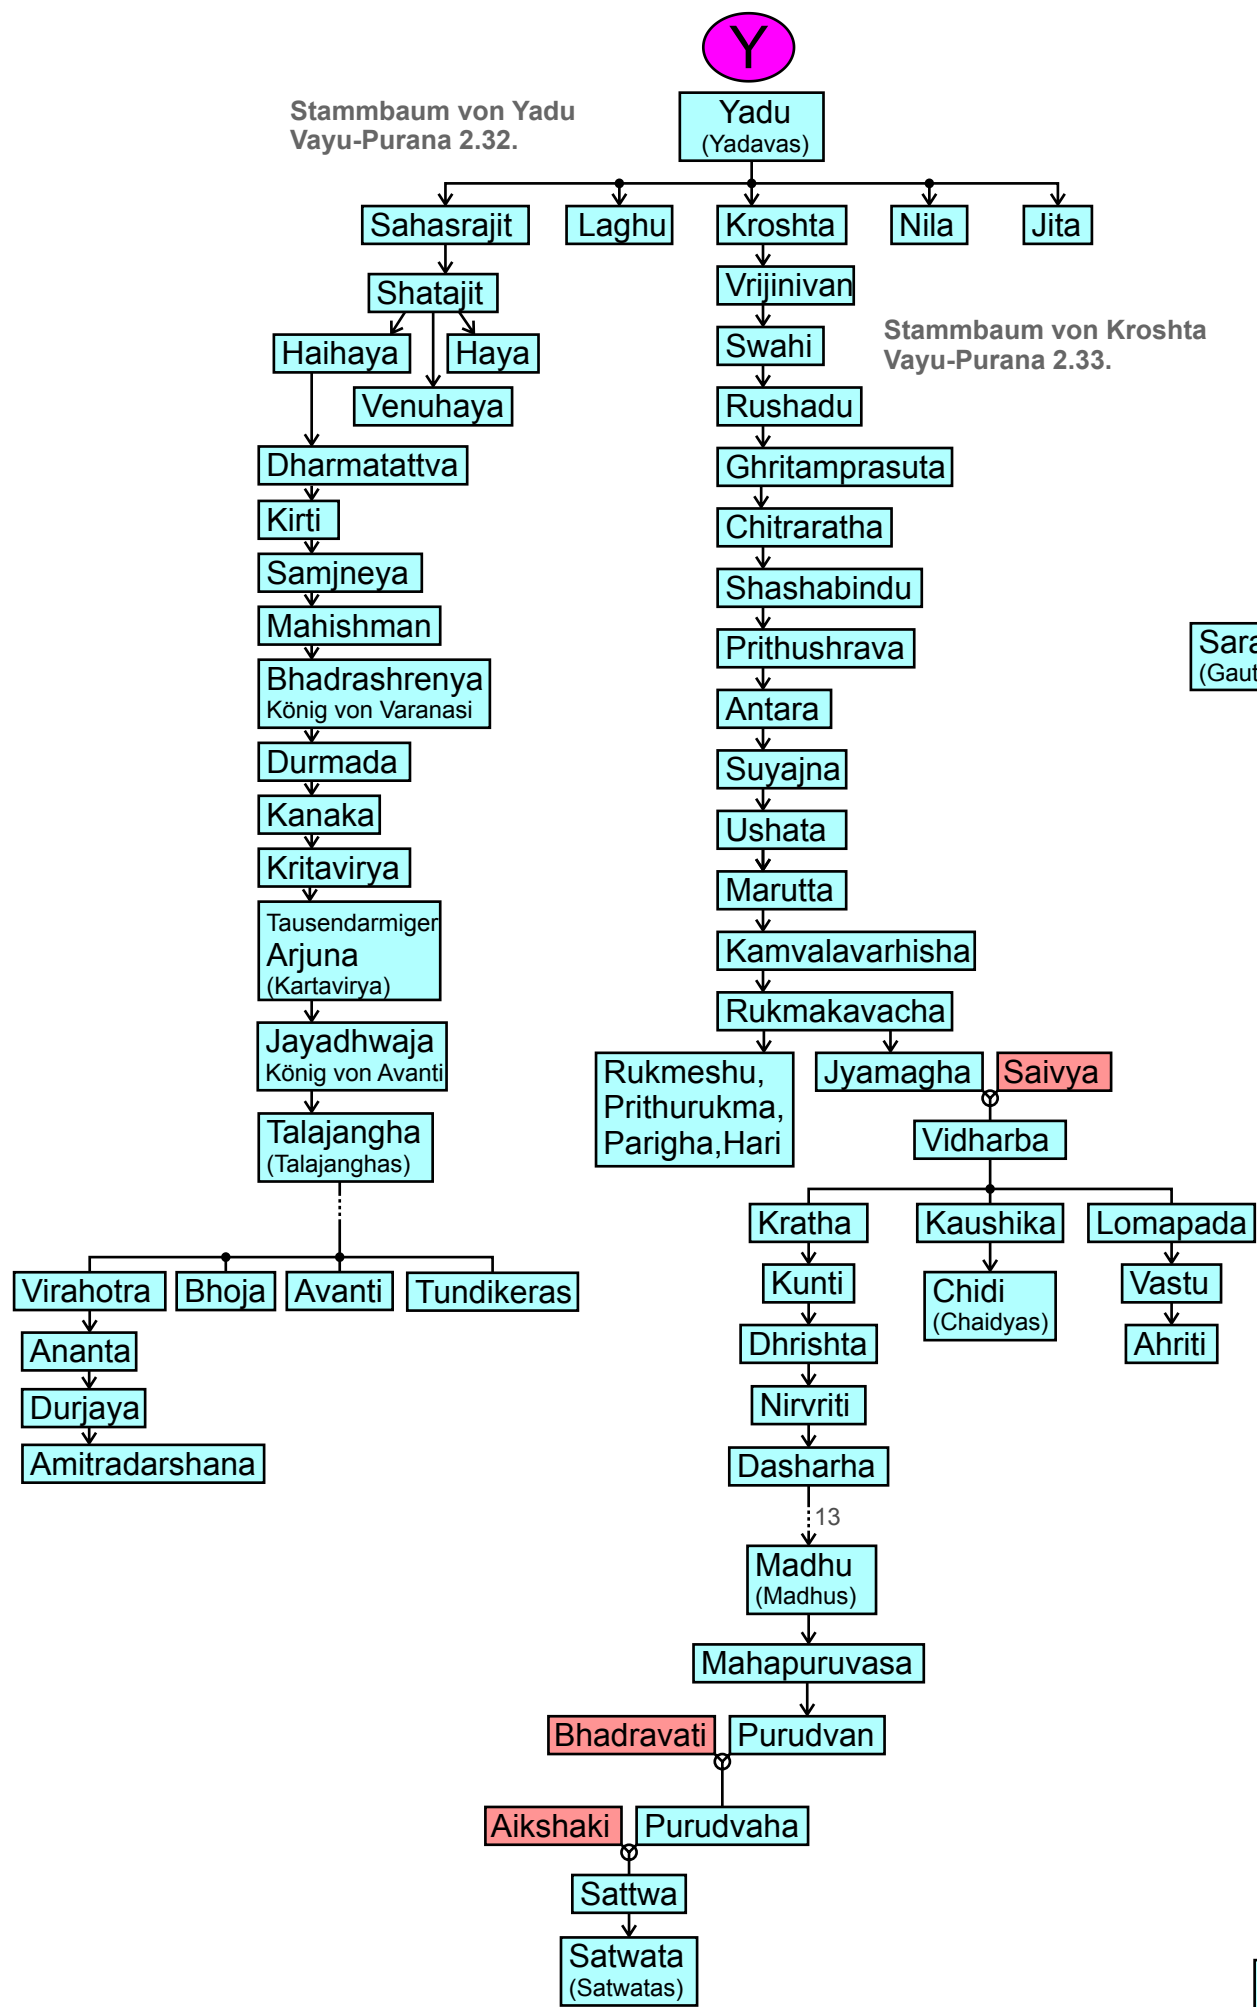 Y
Stammbaum von Yadu
Vayu-Purana 2.32.
Yadu
(Yadavas)
Sahasrajit
Laghu
Kroshta
Nila
Jita
Shatajit
Haihaya
Haya
Venuhaya
Dharmatattva
Kirti
Samjneya
Mahishman
Bhadrashrenya
König von Varanasi
Durmada
Kanaka
Kritavirya
Tausendarmiger
Arjuna
(Kartavirya)
Jayadhwaja
König von Avanti
Talajangha
(Talajanghas)
Virahotra
Bhoja
Avanti
Tundikeras
Ananta
Durjaya
Amitradarshana
Vrijinivan
Stammbaum von Kroshta
Vayu-Purana 2.33.
Swahi
Rushadu
Ghritamprasuta
Chitraratha
Shashabindu
Prithushrava
Antara
Suyajna
Ushata
Marutta
Kamvalavarhisha
Rukmakavacha
Rukmeshu,
Prithurukma,
Parigha,Hari
Jyamagha
Saivya
Vidharba
Kratha
Kaushika
Lomapada
Kunti
Chidi
(Chaidyas)
Vastu
Dhrishta
Ahriti
Nirvriti
Dasharha
13
Madhu
(Madhus)
Mahapuruvasa
Bhadravati
Purudvan
Aikshaki
Purudvaha
Sattwa
Satwata
(Satwatas)